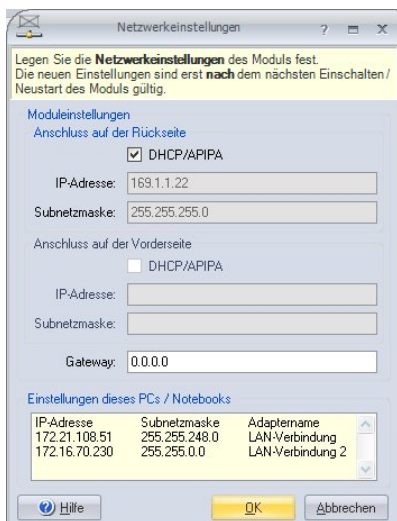 Netzwerkeinstellungen
Legen Sie die Netzwerkeinstellungen des Moduls fest.
Die neuen Einstellungen sind erst nach dem nächsten Einschalten /
Neustart des Moduls gültig.
Moduleinstellungen
Anschluss auf der Rückseite
DHCP/APIPA
IP-Adresse: 169.1.1.22
Subnetzmaske: 255.255.255.0
Anschluss auf der Vorderseite
DHCP/APIPA
IP-Adresse:
Subnetzmaske:
Gateway: 0.0.0.0
Einstellungen dieses PCs / Notebooks
IP-Adresse Subnetzmaske Adaptername
172.21.108.51 255.255.248.0 LAN-Verbindung
172.16.70.230 255.255.0.0 LAN-Verbindung 2
Hilfe OK Abbrechen